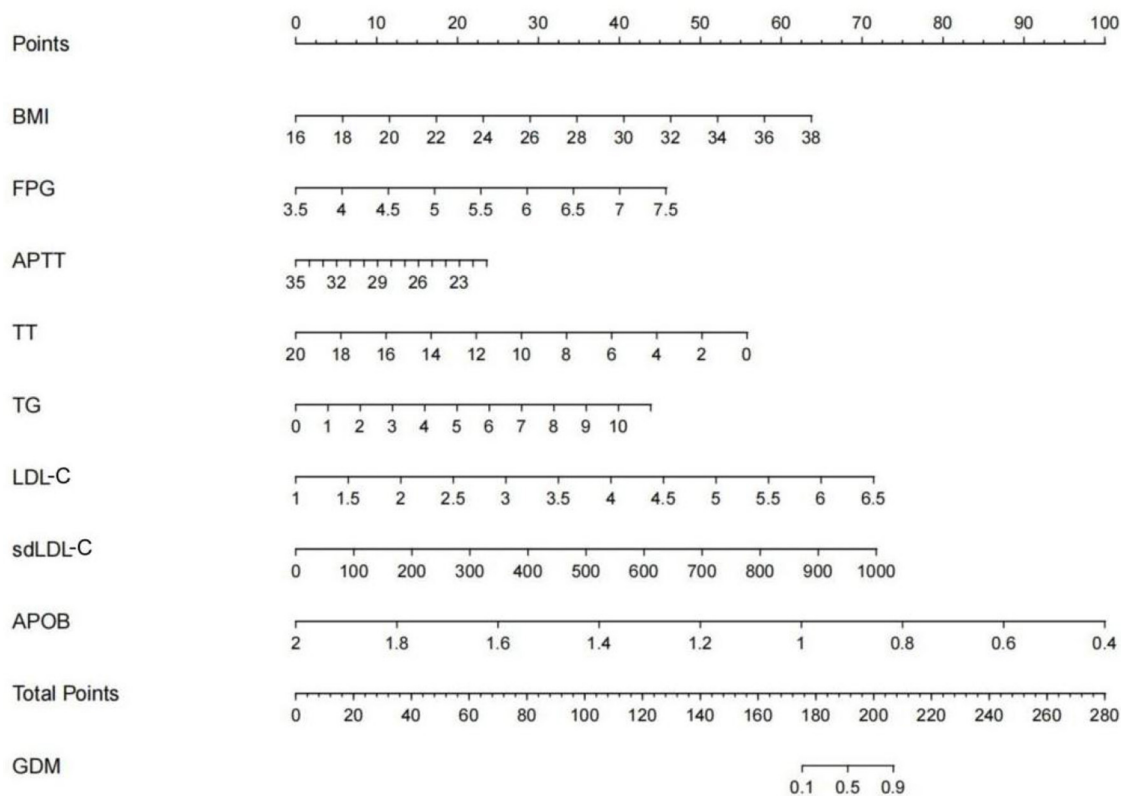 0 10 20 30 40 50 60 70 80 90 100
Points
BMI
16 18 20 22 24 26 28 30 32 34 36 38
FPG
3.5 4 4.5 5 5.5 6 6.5 7 7.5
APTT
35 32 29 26 23
TT
20 18 16 14 12 10 8 6 4 2 0
TG
0 1 2 3 4 5 6 7 8 9 10
LDL-C
1 1.5 2 2.5 3 3.5 4 4.5 5 5.5 6 6.5
sdLDL-C
0 100 200 300 400 500 600 700 800 900 1000
APOB
2 1.8 1.6 1.4 1.2 1 0.8 0.6 0.4
Total Points
0 20 40 60 80 100 120 140 160 180 200 220 240 260 280
GDM
0.1 0.5 0.9